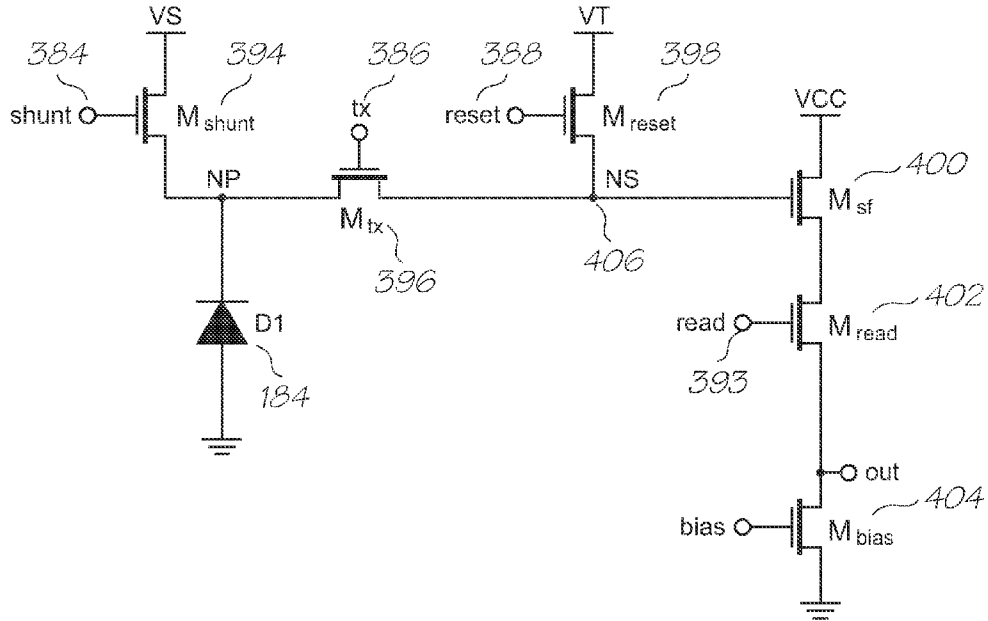 VS
VT
384
394
386
388
398
shunt
M shunt
tx
reset
M reset
VCC
NP
NS
400
M sf
M tx
396
406
402
D1
read
M read
184
393
out
404
bias
M bias